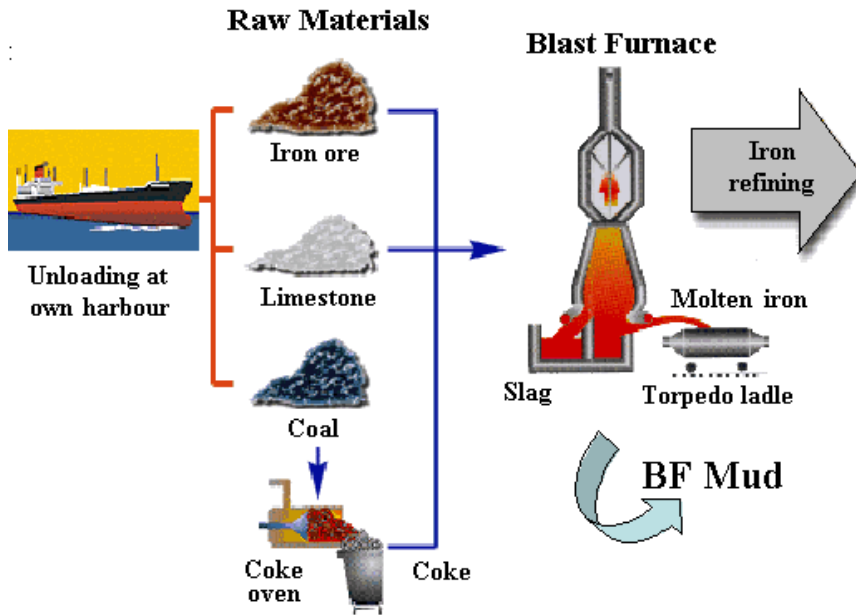 Raw Materials
Blast Furnace
:
Iron ore
Iron
refining
Unloading at
own harbour
Limestone
Molten iron
Slag
Torpedo ladle
Coal
BF Mud
Coke
oven
Coke